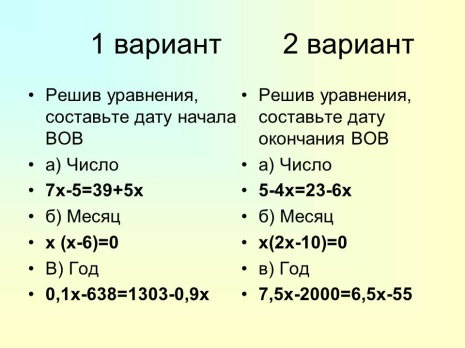 1 вариант
Решив уравнения,
составьте дату начала
ВОВ
а) Число
7х-5=39+5х
б) Месяц
х (х-6)=0
В) Год
0,1х-638=1303-0,9х
2 вариант
Решив уравнения,
составьте дату
окончания ВОВ
а) Число
5-4х=23-6х
б) Месяц
х(2х-10)=0
в) Год
7,5х-2000=6,5х-55